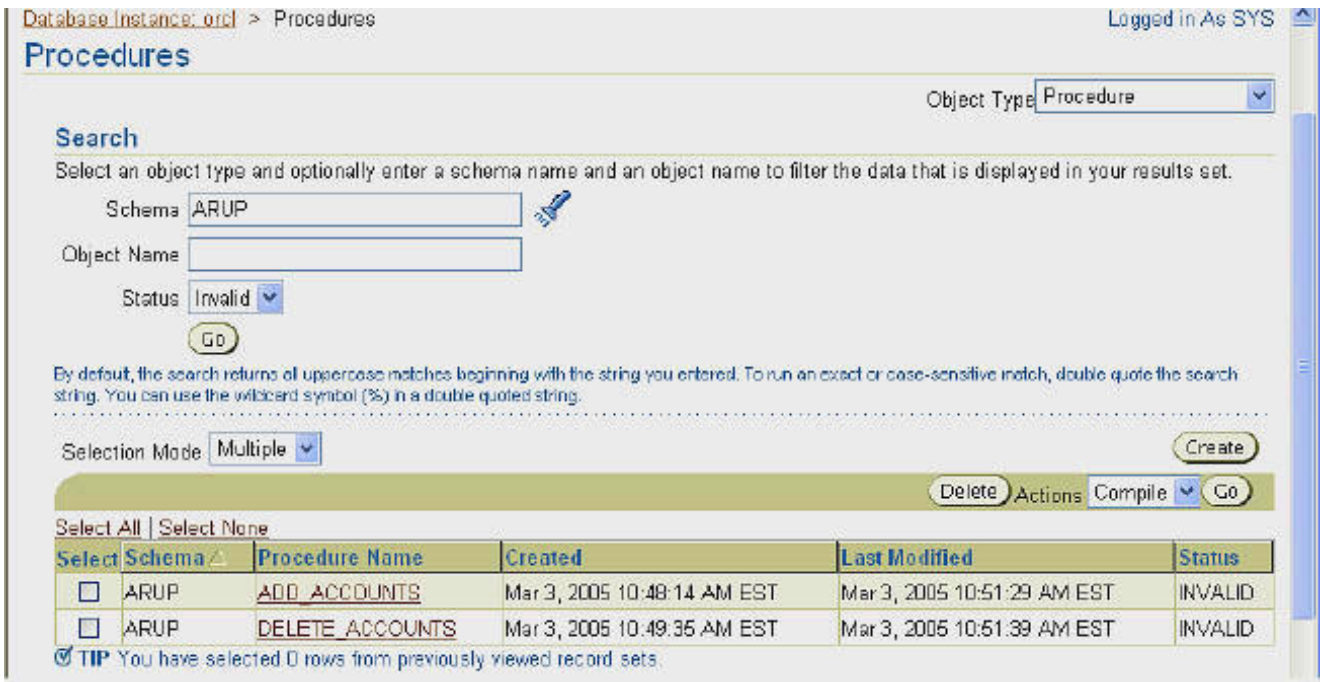 Database Instance: orcl > Procedures
Logged in As SYS
Procedures
Object Type Procedure
Search
Select an object type and optionally enter a schema name and an object name to filter the data that is displayed in your results set.
Schema ARUP
Object Name
Status Invalid
Go
By default, the search returns all uppercase matches beginning with the string you entered. To run an exact or case-sensitive match, double quote the search
string. You can use the wildcard symbol (%) in a double quoted string.
Selection Mode Multiple
Create
Delete Actions Compile Go
Select All | Select None
Select Schema Procedure Name Created Last Modified Status
ARUP ADD_ACCOUNTS Mar 3, 2005 10:48:14 AM EST Mar 3, 2005 10:51:29 AM EST INVALID
ARUP DELETE_ACCOUNTS Mar 3, 2005 10:49:35 AM EST Mar 3, 2005 10:51:39 AM EST INVALID
TIP You have selected 0 rows from previously viewed record sets.